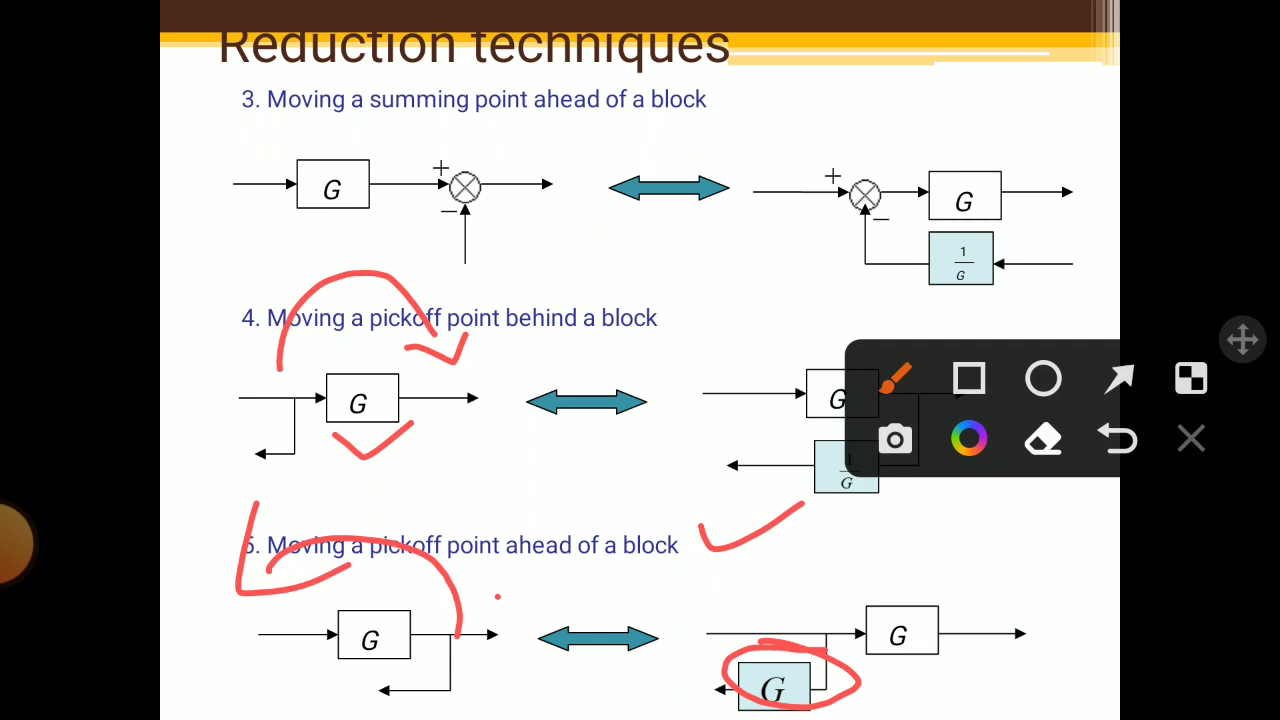 Reduction techniques
3. Moving a summing point ahead of a block
G
+
−
+
−
G
1
G
4. Moving a pickoff point behind a block
G
G
1
G
5. Moving a pickoff point ahead of a block
G
G
G